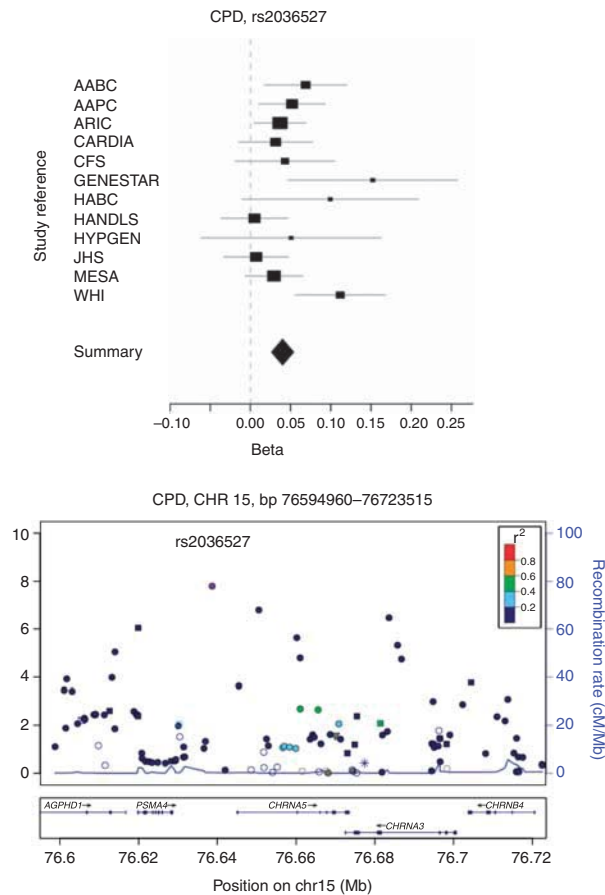 CPD, rs2036527
Study reference
AABC
AAPC
ARIC
CARDIA
CFS
GENESTAR
HABC
HANDLS
HYPGEN
JHS
MESA
WHI
Summary
−0.10 0.00 0.05 0.10 0.15 0.20 0.25
Beta
CPD, CHR 15, bp 76594960–76723515
rs2036527
r²
0.8
0.6
0.4
0.2
10
8
6
4
2
0
100
80
60
40
20
0
Recombination rate (cM/Mb)
AGPHD1 PSMA4 CHRNA5 CHRNB4
CHRNA3
76.6 76.62 76.64 76.66 76.68 76.7 76.72
Position on chr15 (Mb)